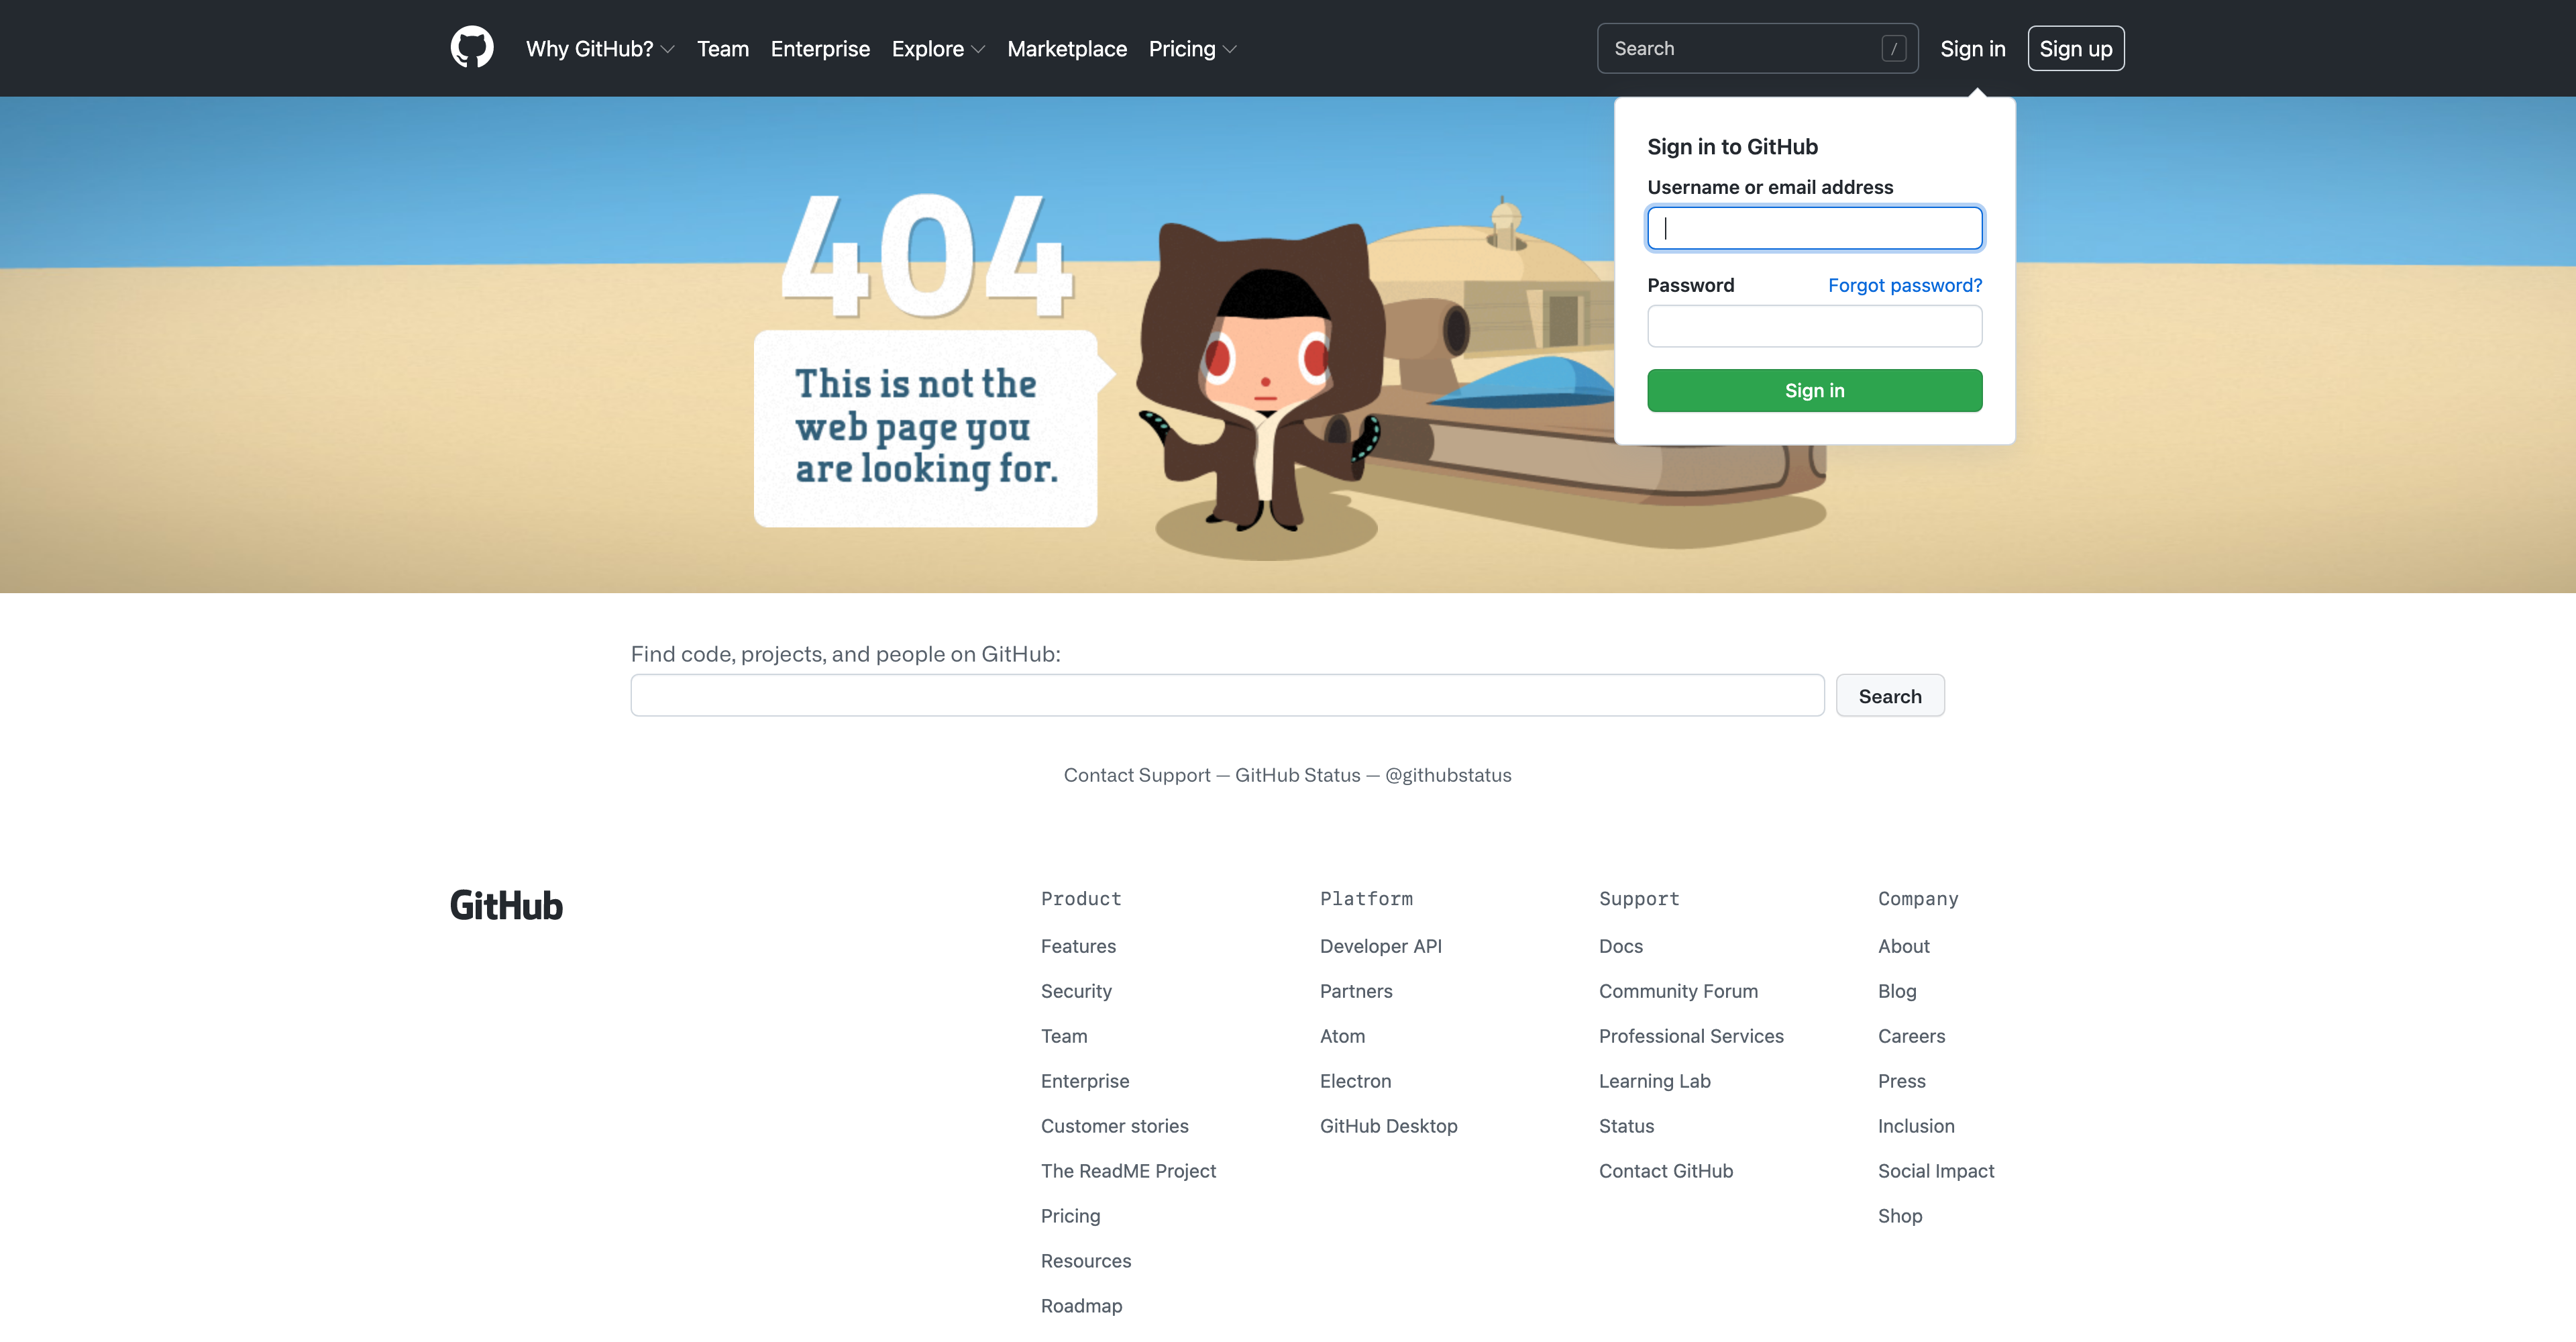 Why GitHub? Team Enterprise Explore Marketplace Pricing Search / Sign in Sign up
Sign in to GitHub
Username or email address
Password Forgot password?
Sign in
404
This is not the
web page you
are looking for.
Find code, projects, and people on GitHub:
Search
Contact Support — GitHub Status — @githubstatus
GitHub
Product
Features
Security
Team
Enterprise
Customer stories
The ReadME Project
Pricing
Resources
Roadmap
Platform
Developer API
Partners
Atom
Electron
GitHub Desktop
Support
Docs
Community Forum
Professional Services
Learning Lab
Status
Contact GitHub
Company
About
Blog
Careers
Press
Inclusion
Social Impact
Shop